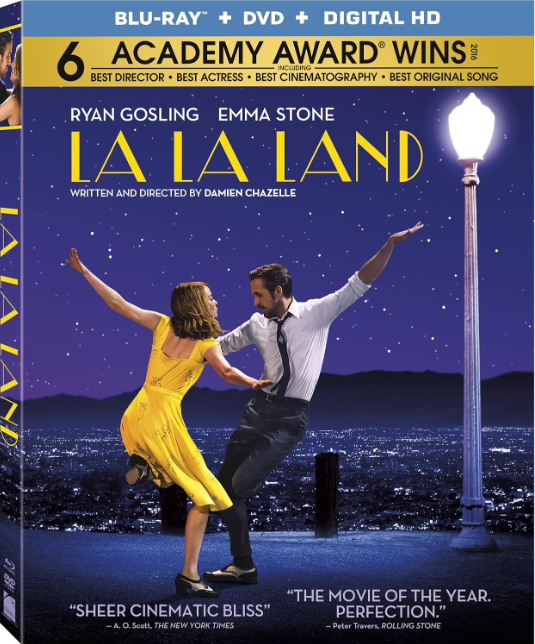 BLU-RAY™ + DVD + DIGITAL HD
6 ACADEMY AWARD® WINS 2016
INCLUDING
BEST DIRECTOR • BEST ACTRESS • BEST CINEMATOGRAPHY • BEST ORIGINAL SONG
RYAN GOSLING EMMA STONE
LA LA LAND
WRITTEN AND DIRECTED BY DAMIEN CHAZELLE
LA LA LAND
DVD
“SHEER CINEMATIC BLISS”
– A. O. Scott, THE NEW YORK TIMES
“THE MOVIE OF THE YEAR.
PERFECTION.”
– Peter Travers, ROLLING STONE